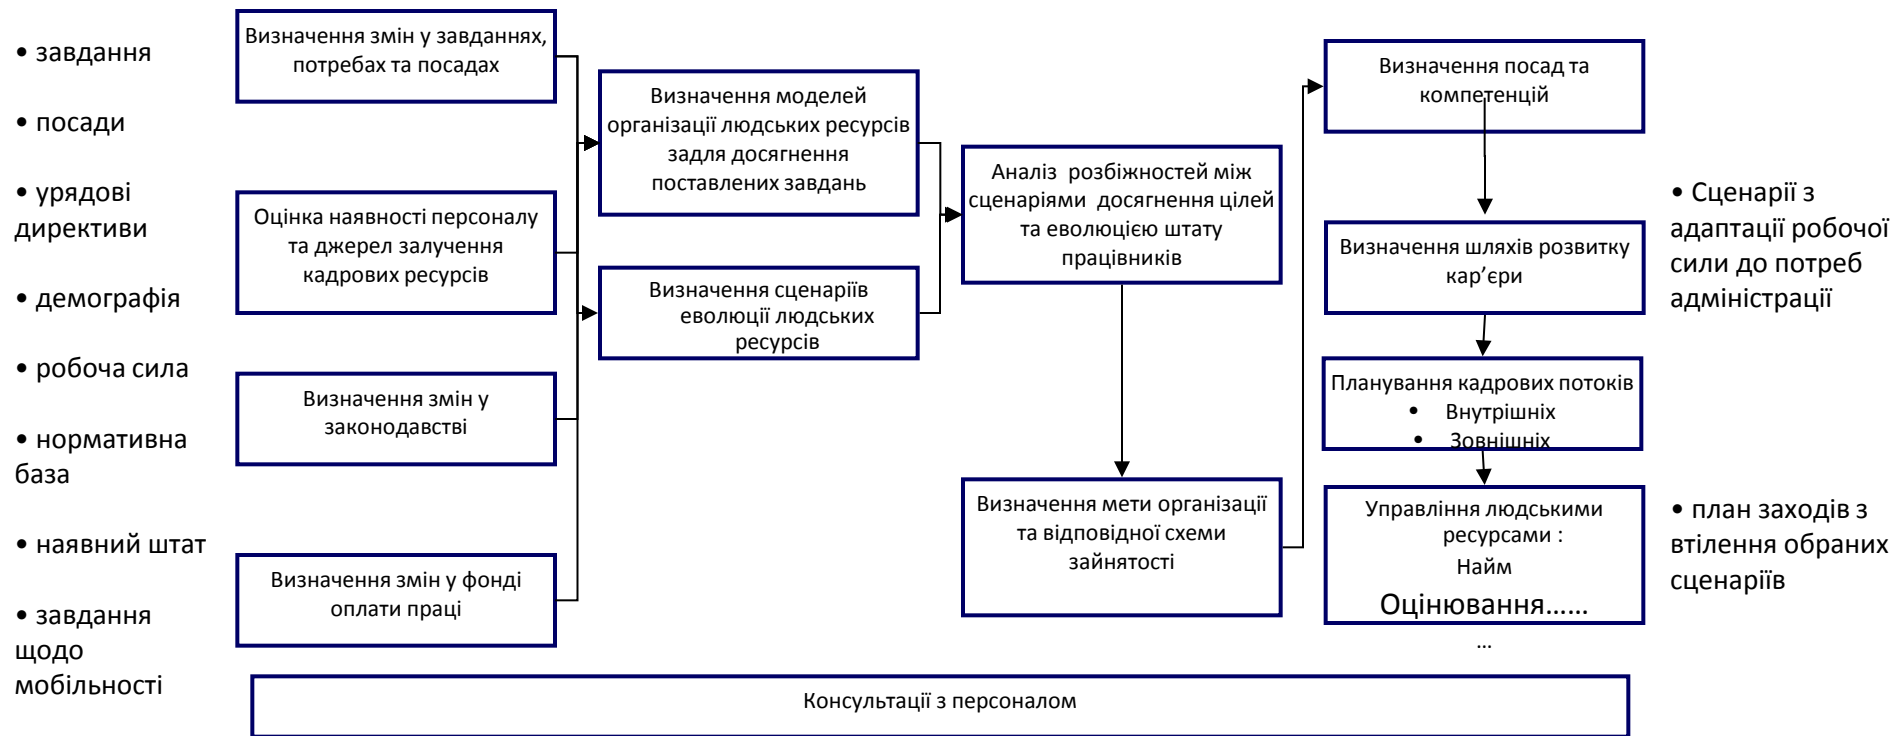 • завдання
• посади
• урядові
директиви
• демографія
• робоча сила
• нормативна
база
• наявний штат
• завдання
щодо
мобільності
Визначення змін у завданнях,
потребах та посадах
Оцінка наявності персоналу
та джерел залучення
кадрових ресурсів
Визначення змін у
законодавстві
Визначення змін у фонді
оплати праці
Визначення моделей
організації людських ресурсів
задля досягнення
поставлених завдань
Визначення сценаріїв
еволюції людських
ресурсів
Аналіз розбіжностей між
сценаріями досягнення цілей
та еволюцією штату
працівників
Визначення мети організації
та відповідної схеми
зайнятості
Визначення посад та
компетенцій
Визначення шляхів розвитку
кар’єри
Планування кадрових потоків
• Внутрішніх
• Зовнішніх
Управління людськими
ресурсами :
Найм
Оцінювання……
…
• Сценарії з
адаптації робочої
сили до потреб
адміністрації
• план заходів з
втілення обраних
сценаріїв
Консультації з персоналом